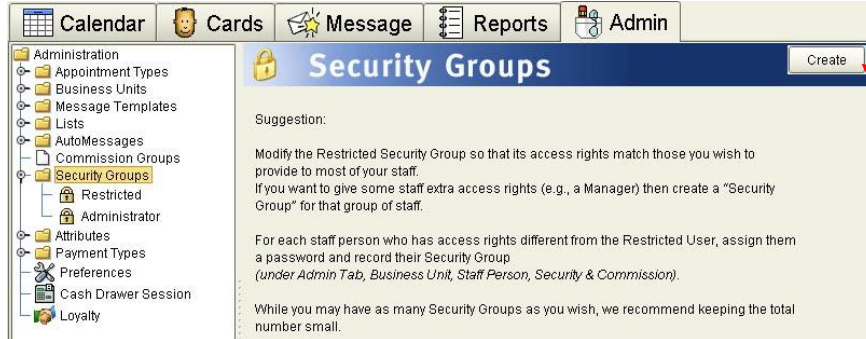 Calendar
Cards
Message
Reports
Admin
Administration
Appointment Types
Business Units
Message Templates
Lists
AutoMessages
Commission Groups
Security Groups
Restricted
Administrator
Attributes
Payment Types
Preferences
Cash Drawer Session
Loyalty
Security Groups
Create
Suggestion:
Modify the Restricted Security Group so that its access rights match those you wish to
provide to most of your staff.
If you want to give some staff extra access rights (e.g., a Manager) then create a "Security
Group" for that group of staff.
For each staff person who has access rights different from the Restricted User, assign them
a password and record their Security Group
(under Admin Tab, Business Unit, Staff Person, Security & Commission).
While you may have as many Security Groups as you wish, we recommend keeping the total
number small.